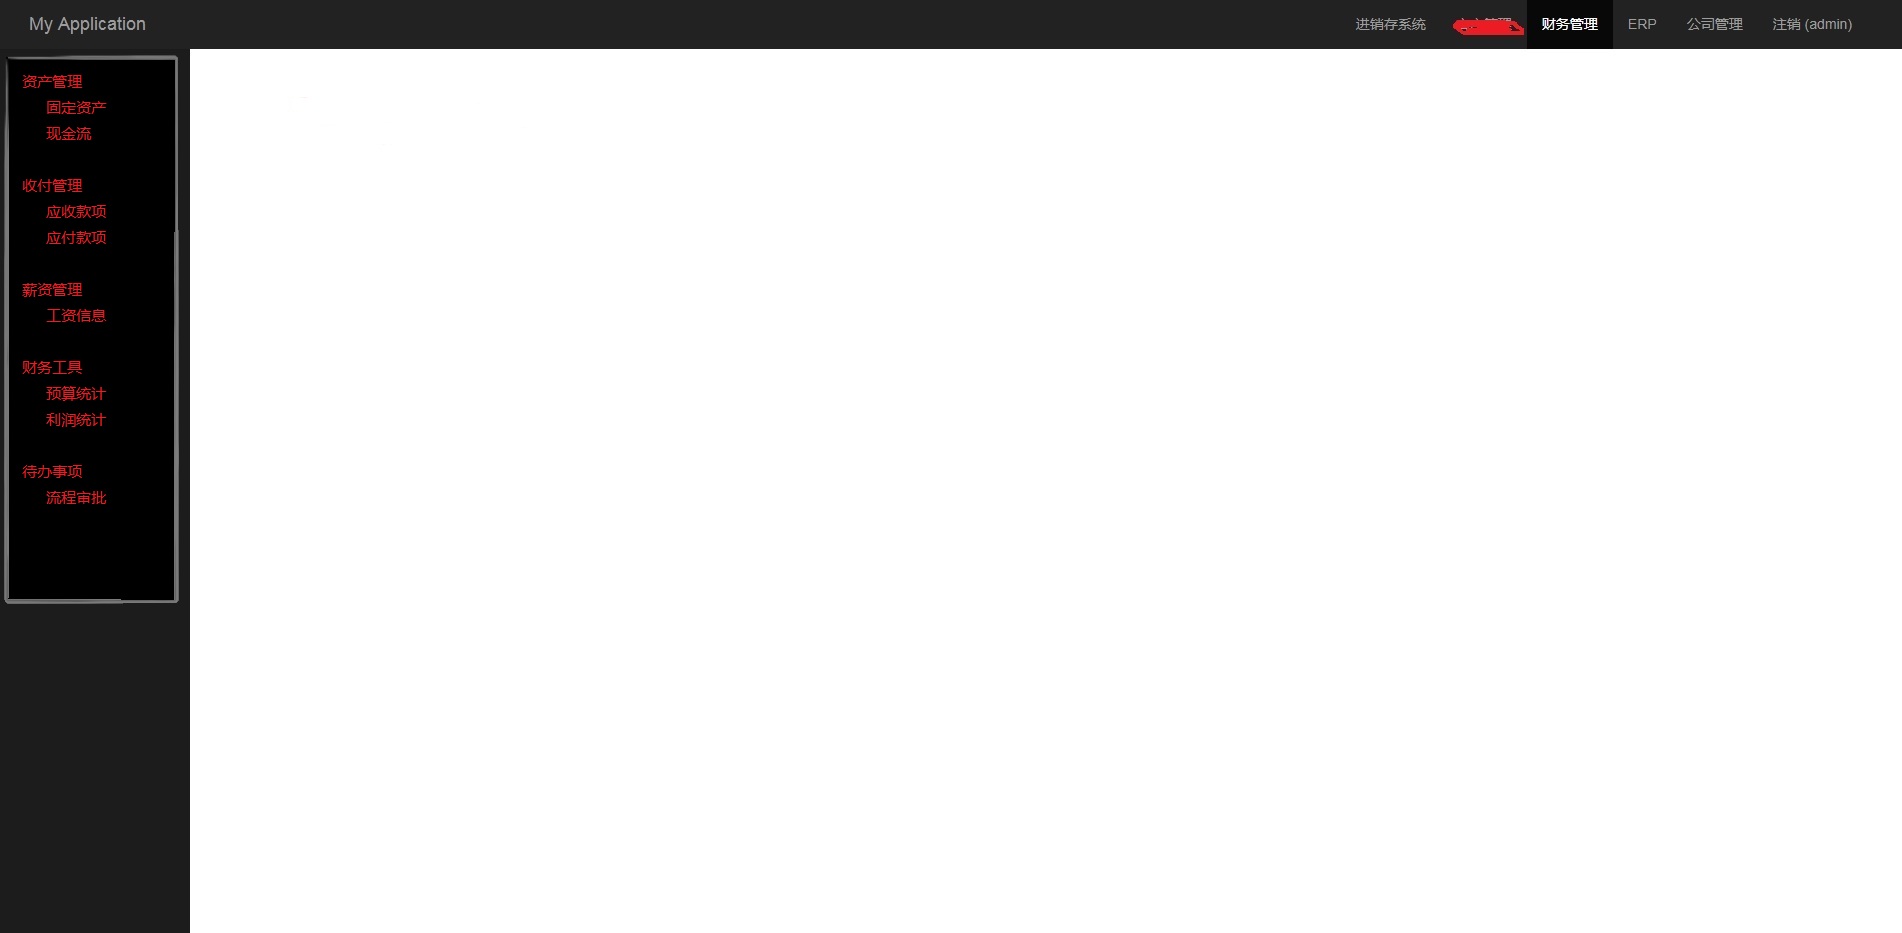 My Application
进销存系统
财务管理
ERP
公司管理
注销 (admin)
资产管理
固定资产
现金流
收付管理
应收款项
应付款项
薪资管理
工资信息
财务工具
预算统计
利润统计
待办事项
流程审批